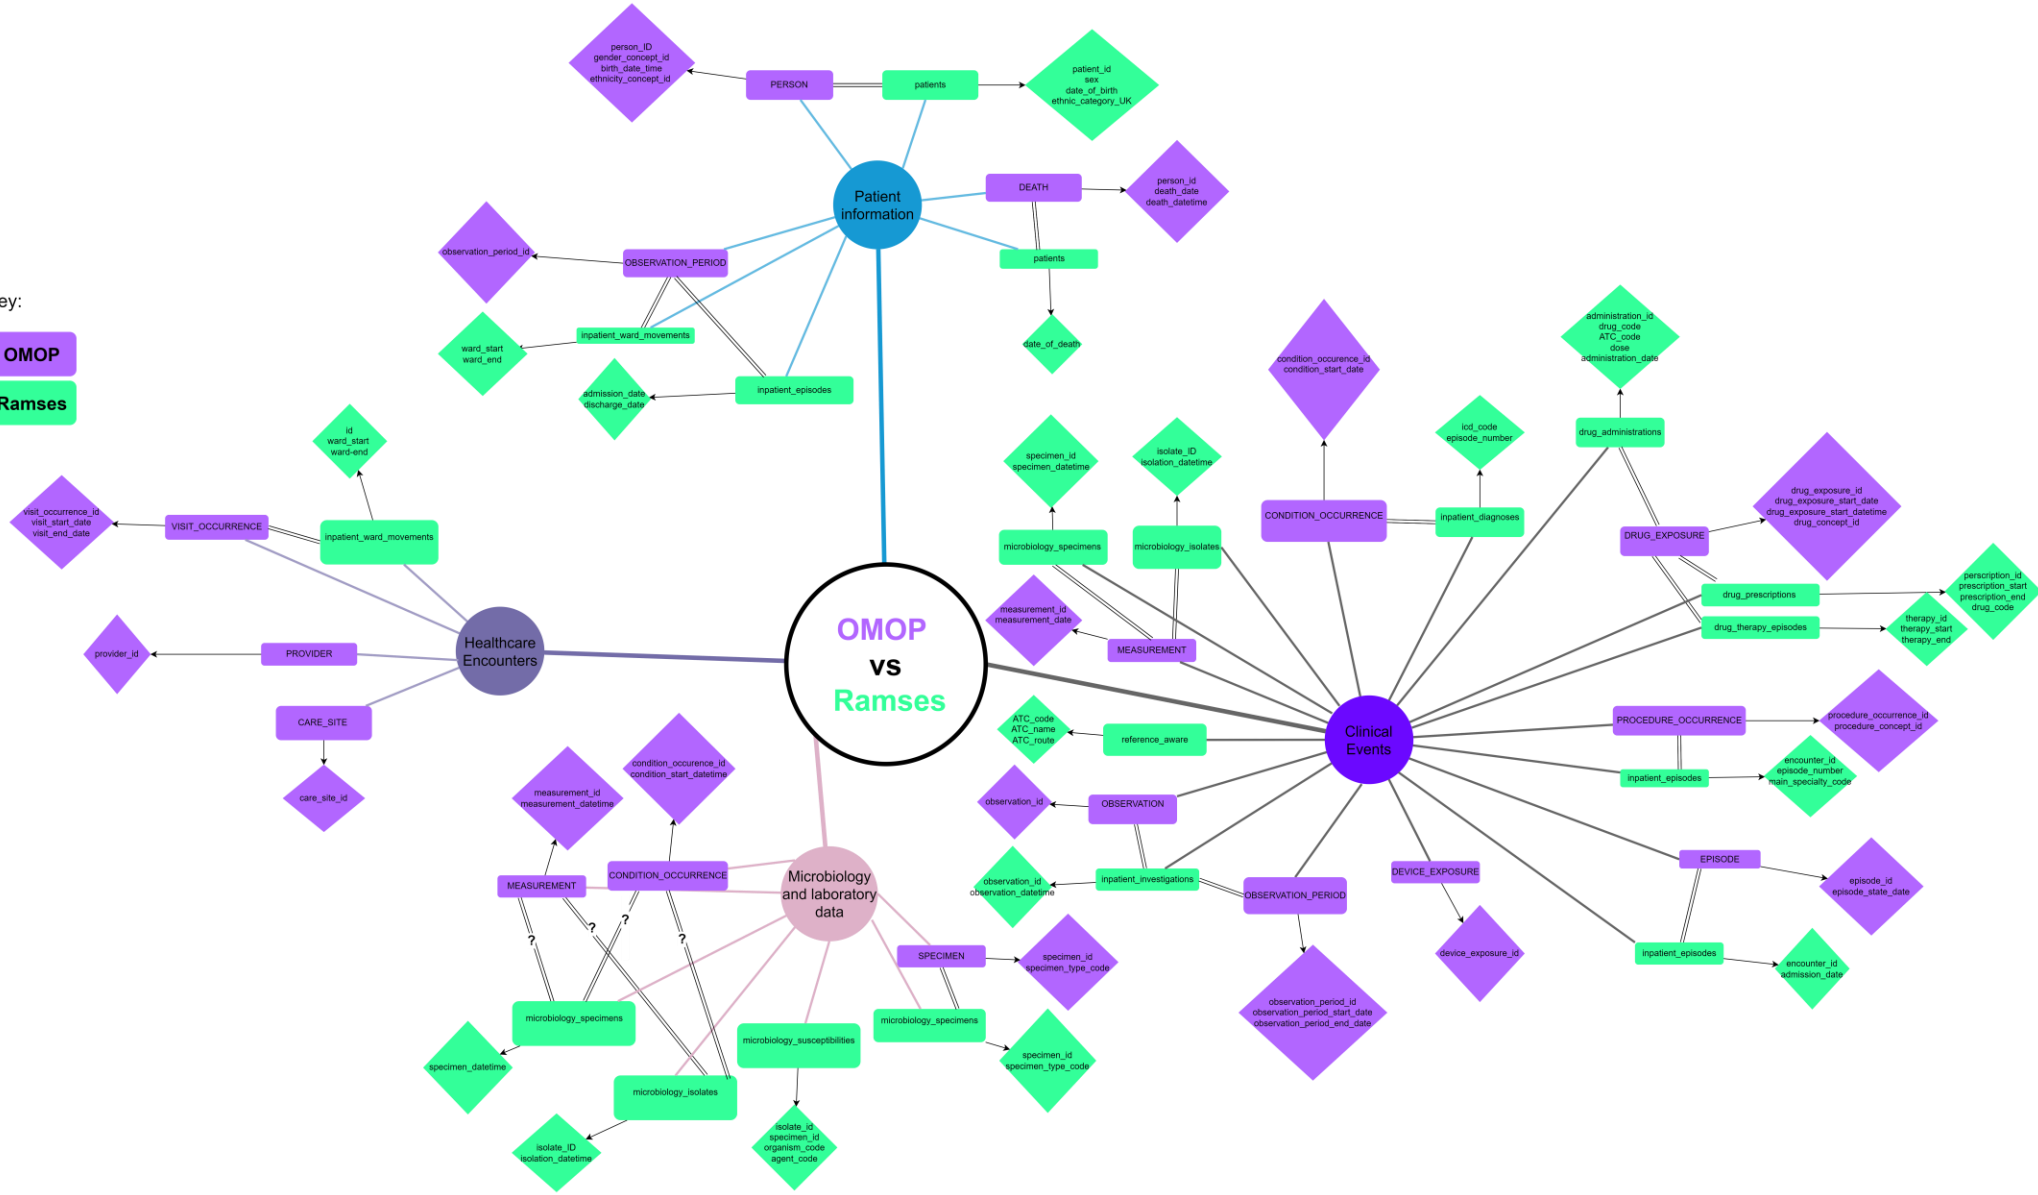 person_ID
gender_concept_id
birth_date_time
ethnicity_concept_id
PERSON
patients
patient_id
sex
date_of_birth
ethnic_category_UK
Patient
information
DEATH
person_id
death_date
death_datetime
patients
date_of_death
observation_period_id
OBSERVATION_PERIOD
inpatient_ward_movements
ward_start
ward_end
inpatient_episodes
admission_date
discharge_date
ey:
OMOP
Ramses
id
ward_start
ward-end
visit_occurrence_id
visit_start_date
visit_end_date
VISIT_OCCURRENCE
inpatient_ward_movements
Healthcare
Encounters
provider_id
PROVIDER
CARE_SITE
care_site_id
OMOP
vs
Ramses
specimen_id
specimen_datetime
isolate_ID
isolation_datetime
microbiology_specimens
microbiology_isolates
measurement_id
measurement_date
MEASUREMENT
condition_occurence_id
condition_start_date
CONDITION_OCCURRENCE
icd_code
episode_number
inpatient_diagnoses
administration_id
drug_code
ATC_code
dose
administration_date
drug_administrations
drug_exposure_id
drug_exposure_start_date
drug_exposure_start_datetime
drug_concept_id
DRUG_EXPOSURE
drug_prescriptions
perscription_id
prescription_start
prescription_end
drug_code
drug_therapy_episodes
therapy_id
therapy_start
therapy_end
Clinical
Events
PROCEDURE_OCCURRENCE
procedure_occurrence_id
procedure_concept_id
inpatient_episodes
encounter_id
episode_number
main_specialty_code
EPISODE
episode_id
episode_state_date
inpatient_episodes
encounter_id
admission_date
DEVICE_EXPOSURE
device_exposure_id
ATC_code
ATC_name
ATC_route
reference_aware
observation_id
OBSERVATION
observation_id
observation_datetime
inpatient_investigations
OBSERVATION_PERIOD
observation_period_id
observation_period_start_date
observation_period_end_date
Microbiology
and laboratory
data
measurement_id
measurement_datetime
condition_occurence_id
condition_start_datetime
MEASUREMENT
CONDITION_OCCURRENCE
?
?
?
?
microbiology_specimens
specimen_datetime
microbiology_isolates
isolate_ID
isolation_datetime
microbiology_susceptibilities
isolate_id
specimen_id
organism_code
agent_code
SPECIMEN
specimen_id
specimen_type_code
microbiology_specimens
specimen_id
specimen_type_code